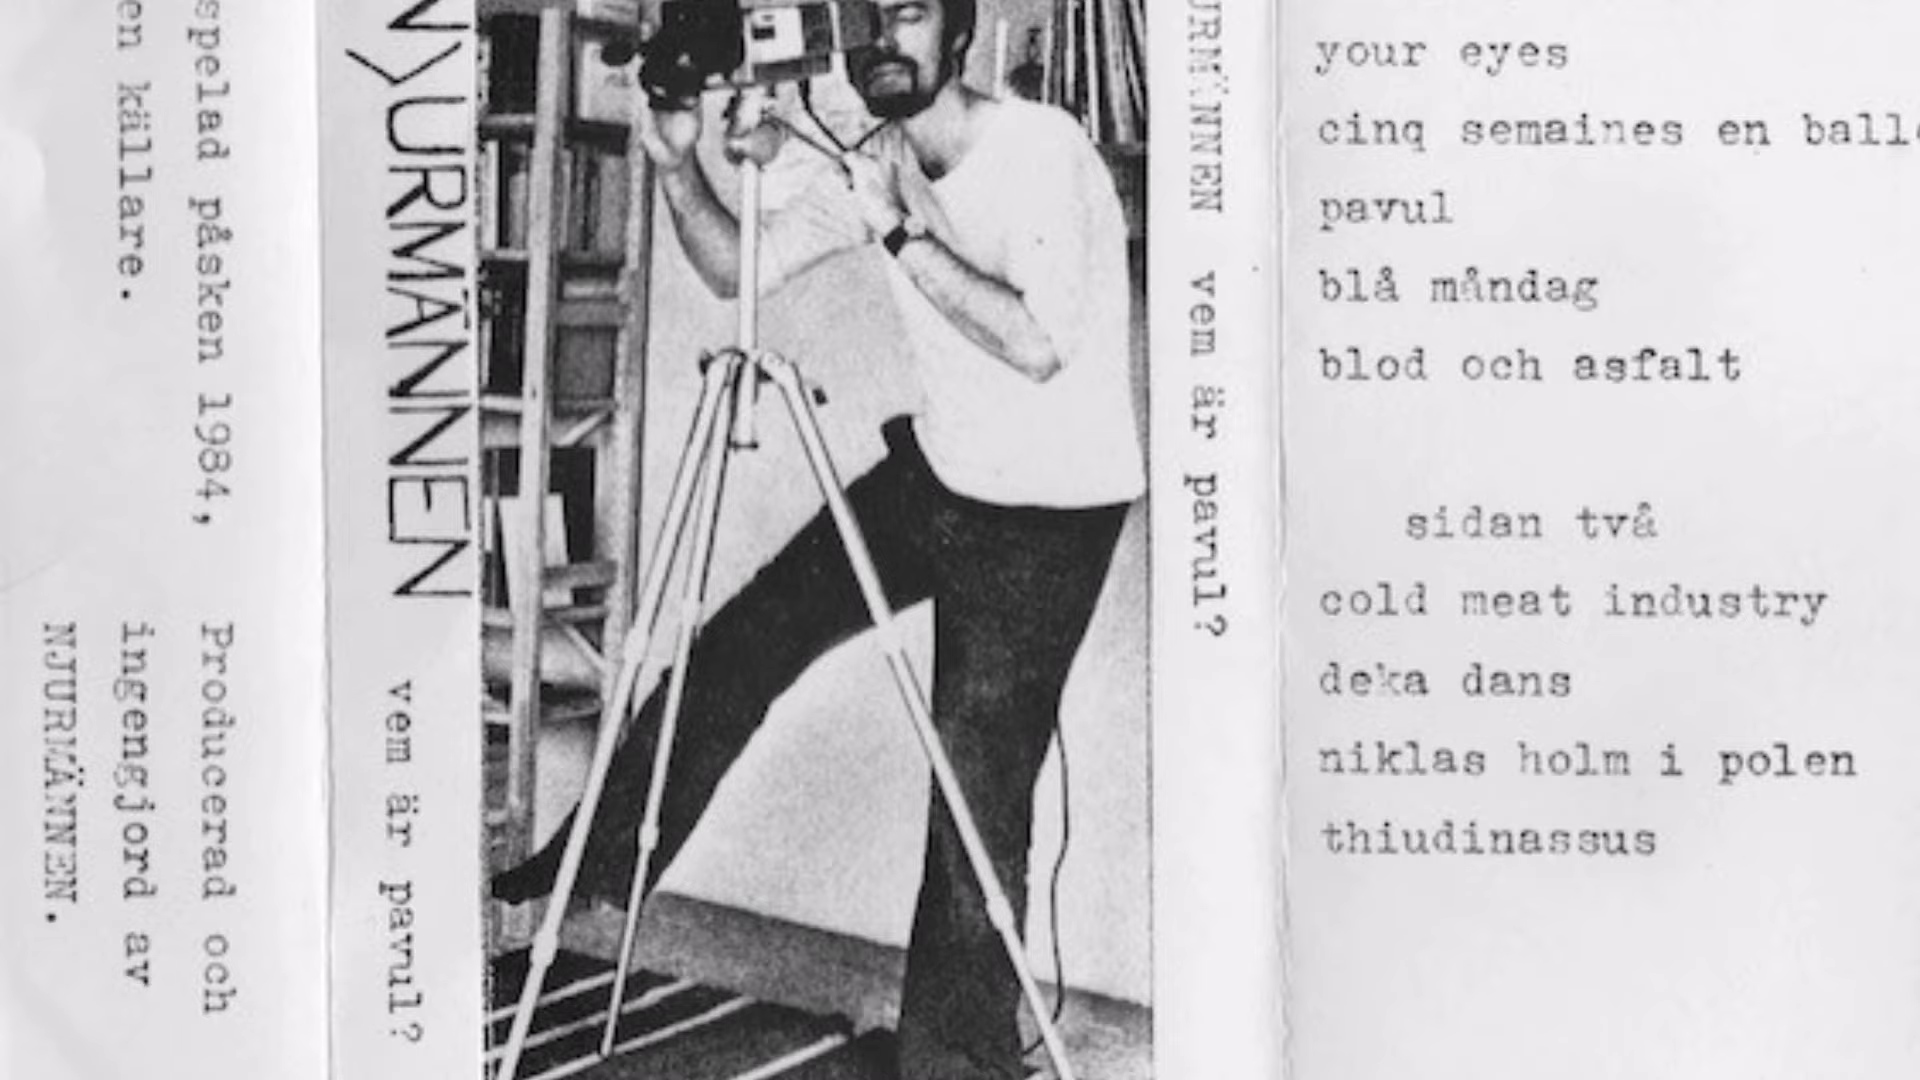 spelad påsken 1984,
en källare.
Producerad och
ingengjord av
NJURMÄNNEN.
NJURMÄNNEN
vem är pavul?
URMÄNNEN vem är pavul?
your eyes
cinq semaines en ball
pavul
blå måndag
blod och asfalt
sidan två
cold meat industry
deka dans
niklas holm i polen
thiudinassus